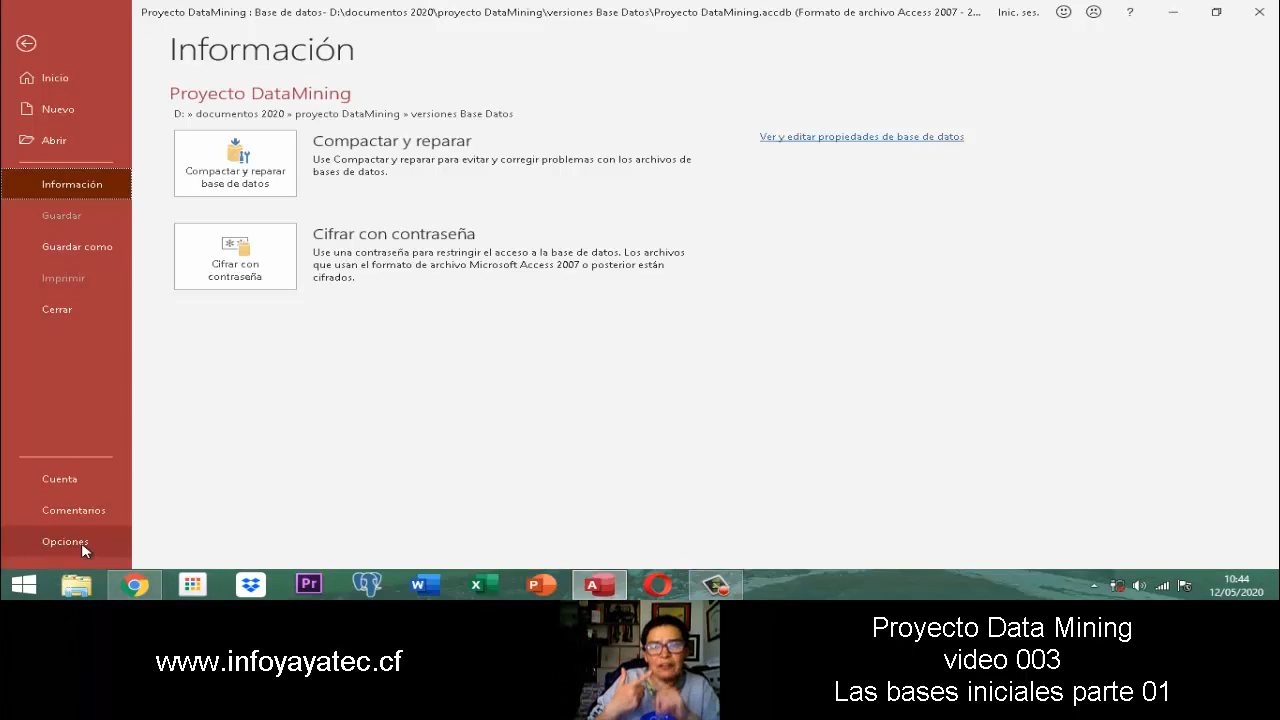 Proyecto DataMining : Base de datos- D:\documentos 2020\proyecto DataMining\versiones Base Datos\Proyecto DataMining.accdb (Formato de archivo Access 2007 - 2...
Inic. ses.
?
Información
Inicio
Nuevo
Abrir
Información
Guardar
Guardar como
Imprimir
Cerrar
Cuenta
Comentarios
Opciones
Proyecto DataMining
D: » documentos 2020 » proyecto DataMining » versiones Base Datos
Compactar y reparar
base de datos
Compactar y reparar
Use Compactar y reparar para evitar y corregir problemas con los archivos de
bases de datos.
Ver y editar propiedades de base de datos
Cifrar con
contraseña
Cifrar con contraseña
Use una contraseña para restringir el acceso a la base de datos. Los archivos
que usan el formato de archivo Microsoft Access 2007 o posterior están
cifrados.
Pr
W
X
P
A
10:44
12/05/2020
www.infoyayatec.cf
Proyecto Data Mining
video 003
Las bases iniciales parte 01